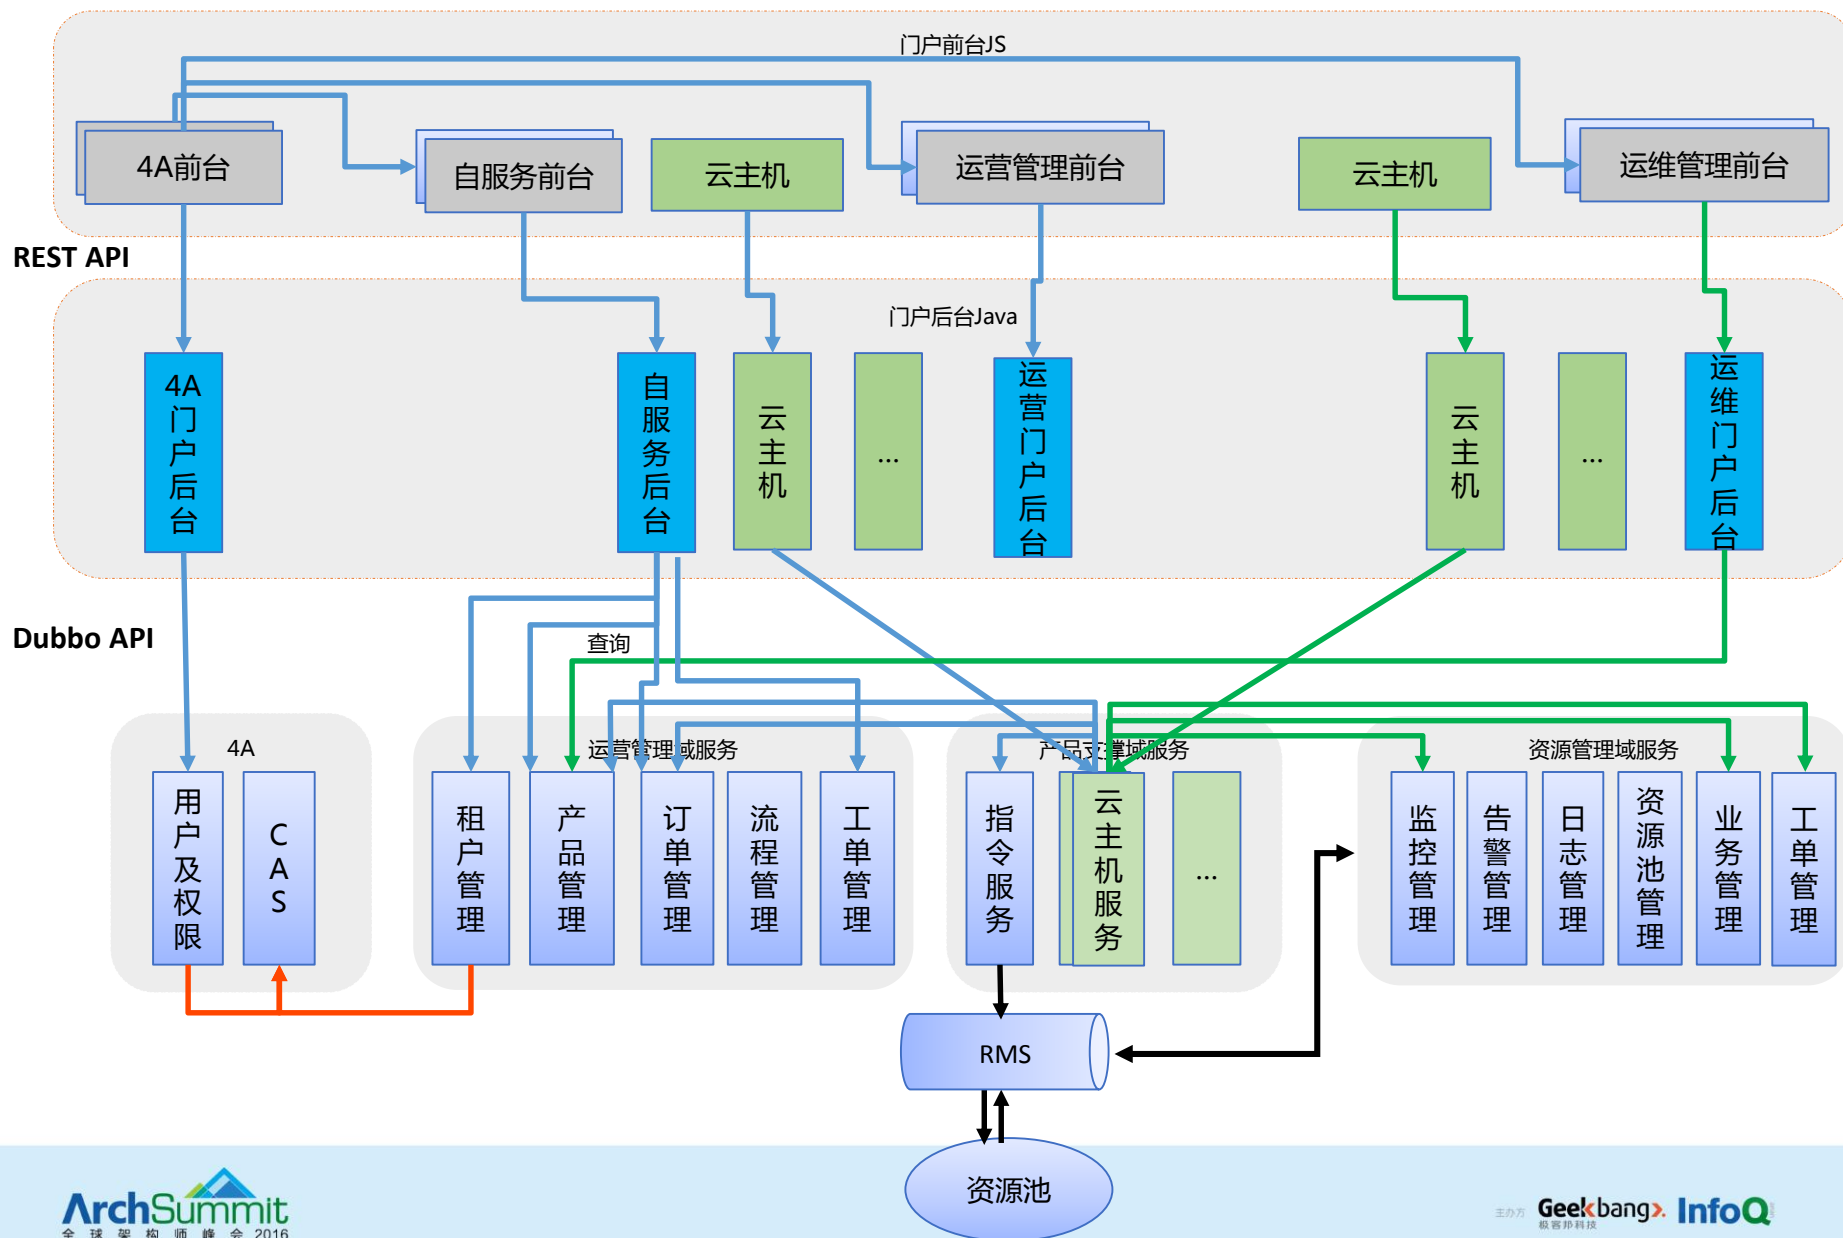 门户前台JS
4A前台
自服务前台
云主机
运营管理前台
云主机
运维管理前台
REST API
门户后台Java
4A门户后台
自服务后台
云主机
...
运营门户后台
云主机
...
运维门户后台
Dubbo API
查询
4A
运营管理域服务
产品支撑域服务
资源管理域服务
用户及权限
CAS
租户管理
产品管理
订单管理
流程管理
工单管理
指令服务
云主机服务
...
监控管理
告警管理
日志管理
资源池管理
业务管理
工单管理
RMS
资源池
ArchSummit
全球架构师峰会 2016
主办方
Geekbang>.
极客邦科技
InfoQ